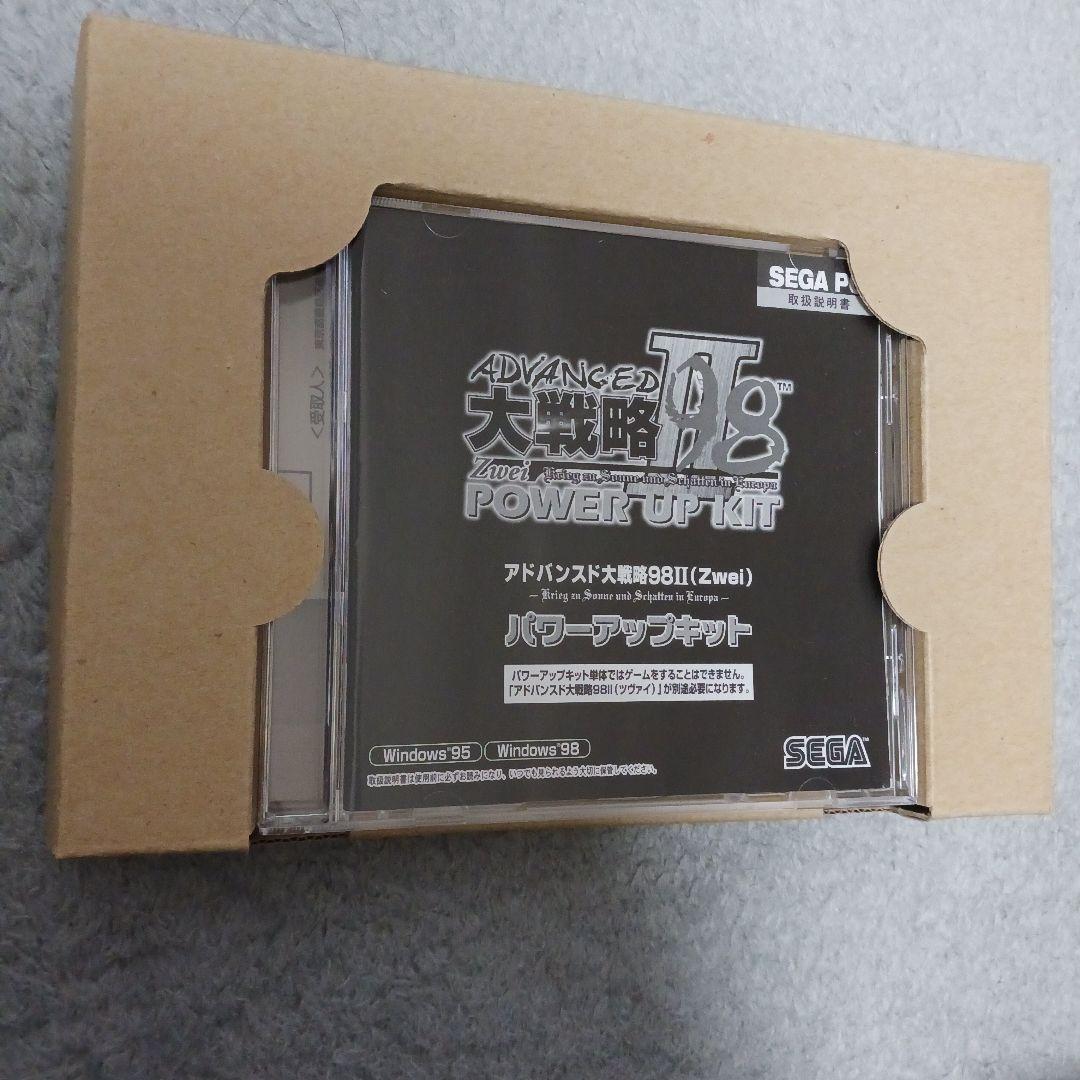 SEGA P
取扱説明書
ADVANCED
大戦略 II 98™
Zwei Krieg zu Sonne und Schatten in Europa
POWER UP KIT
アドバンスド大戦略98II(Zwei)
- Krieg zu Sonne und Schatten in Europa -
パワーアップキット
パワーアップキット単体ではゲームをすることはできません。
「アドバンスド大戦略98II(ツヴァイ)」が別途必要になります。
Windows®95 Windows®98
SEGA™
取扱説明書は使用前に必ずお読みになり、いつでも見られるよう大切に保管してください。
<受取人>